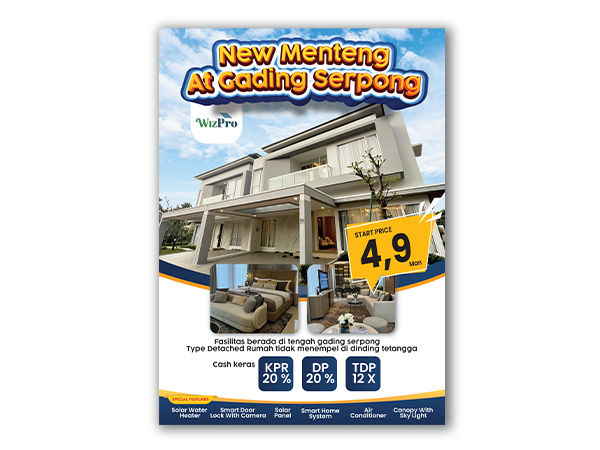 New Menteng
At Gading Serpong
WizPro
START PRICE
4,9
Man
Fasilitas berada di tengah gading serpong
Type Detached Rumah tidak menempel di dinding tetangga
Cash keras
KPR
20 %
DP
20 %
TDP
12 X
SPECIAL FEATURES
Solar Water
Heater
Smart Door
Lock With Camera
Solar
Panel
Smart Home
System
Air
Conditioner
Canopy With
Sky Light